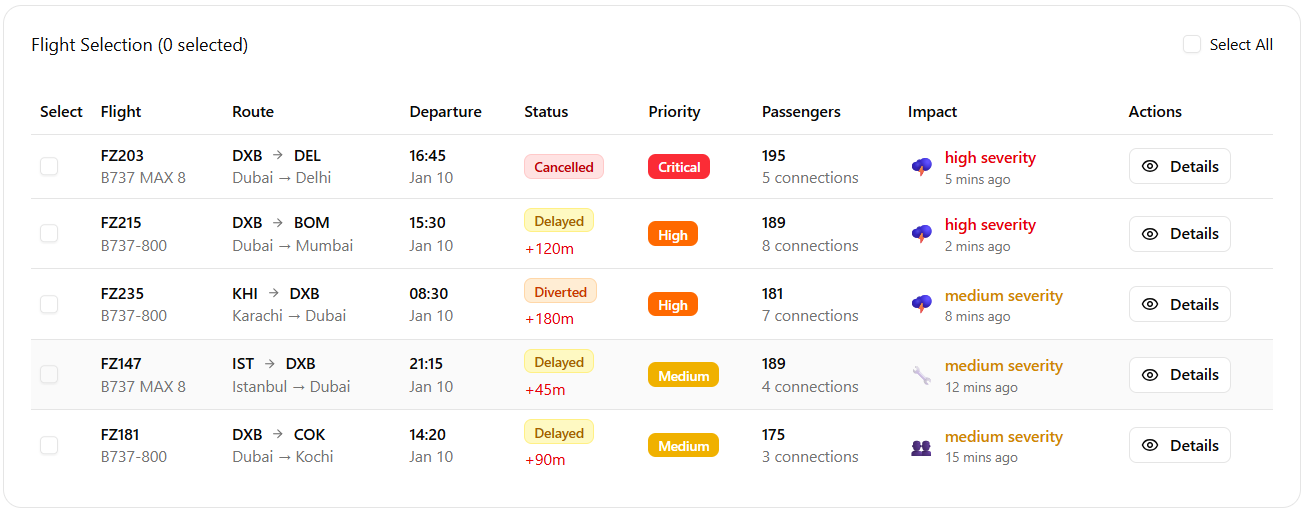 Flight Selection (0 selected)
Select All
Select Flight Route Departure Status Priority Passengers Impact Actions
FZ203 DXB → DEL 16:45 Cancelled Critical 195 high severity Details
B737 MAX 8 Dubai → Delhi Jan 10 5 connections 5 mins ago
FZ215 DXB → BOM 15:30 Delayed High 189 high severity Details
B737-800 Dubai → Mumbai Jan 10 +120m 8 connections 2 mins ago
KHI → DXB
FZ235 08:30 Diverted High 181 medium severity Details
B737-800 Karachi → Dubai Jan 10 +180m 7 connections 8 mins ago
FZ147 IST → DXB 21:15 Delayed Medium 189 medium severity Details
B737 MAX 8 Istanbul → Dubai Jan 10 +45m 4 connections 12 mins ago
FZ181 DXB → COK 14:20 Delayed Medium 175 medium severity Details
B737-800 Dubai → Kochi Jan 10 +90m 3 connections 15 mins ago